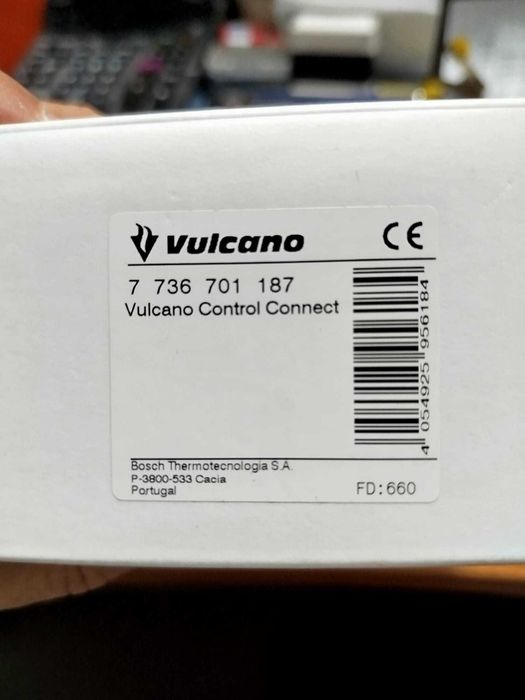 Vulcano
CE
7 736 701 187
Vulcano Control Connect
4 054925 956184
Bosch Thermotecnologia S.A.
P-3800-533 Cacia
Portugal
FD:660